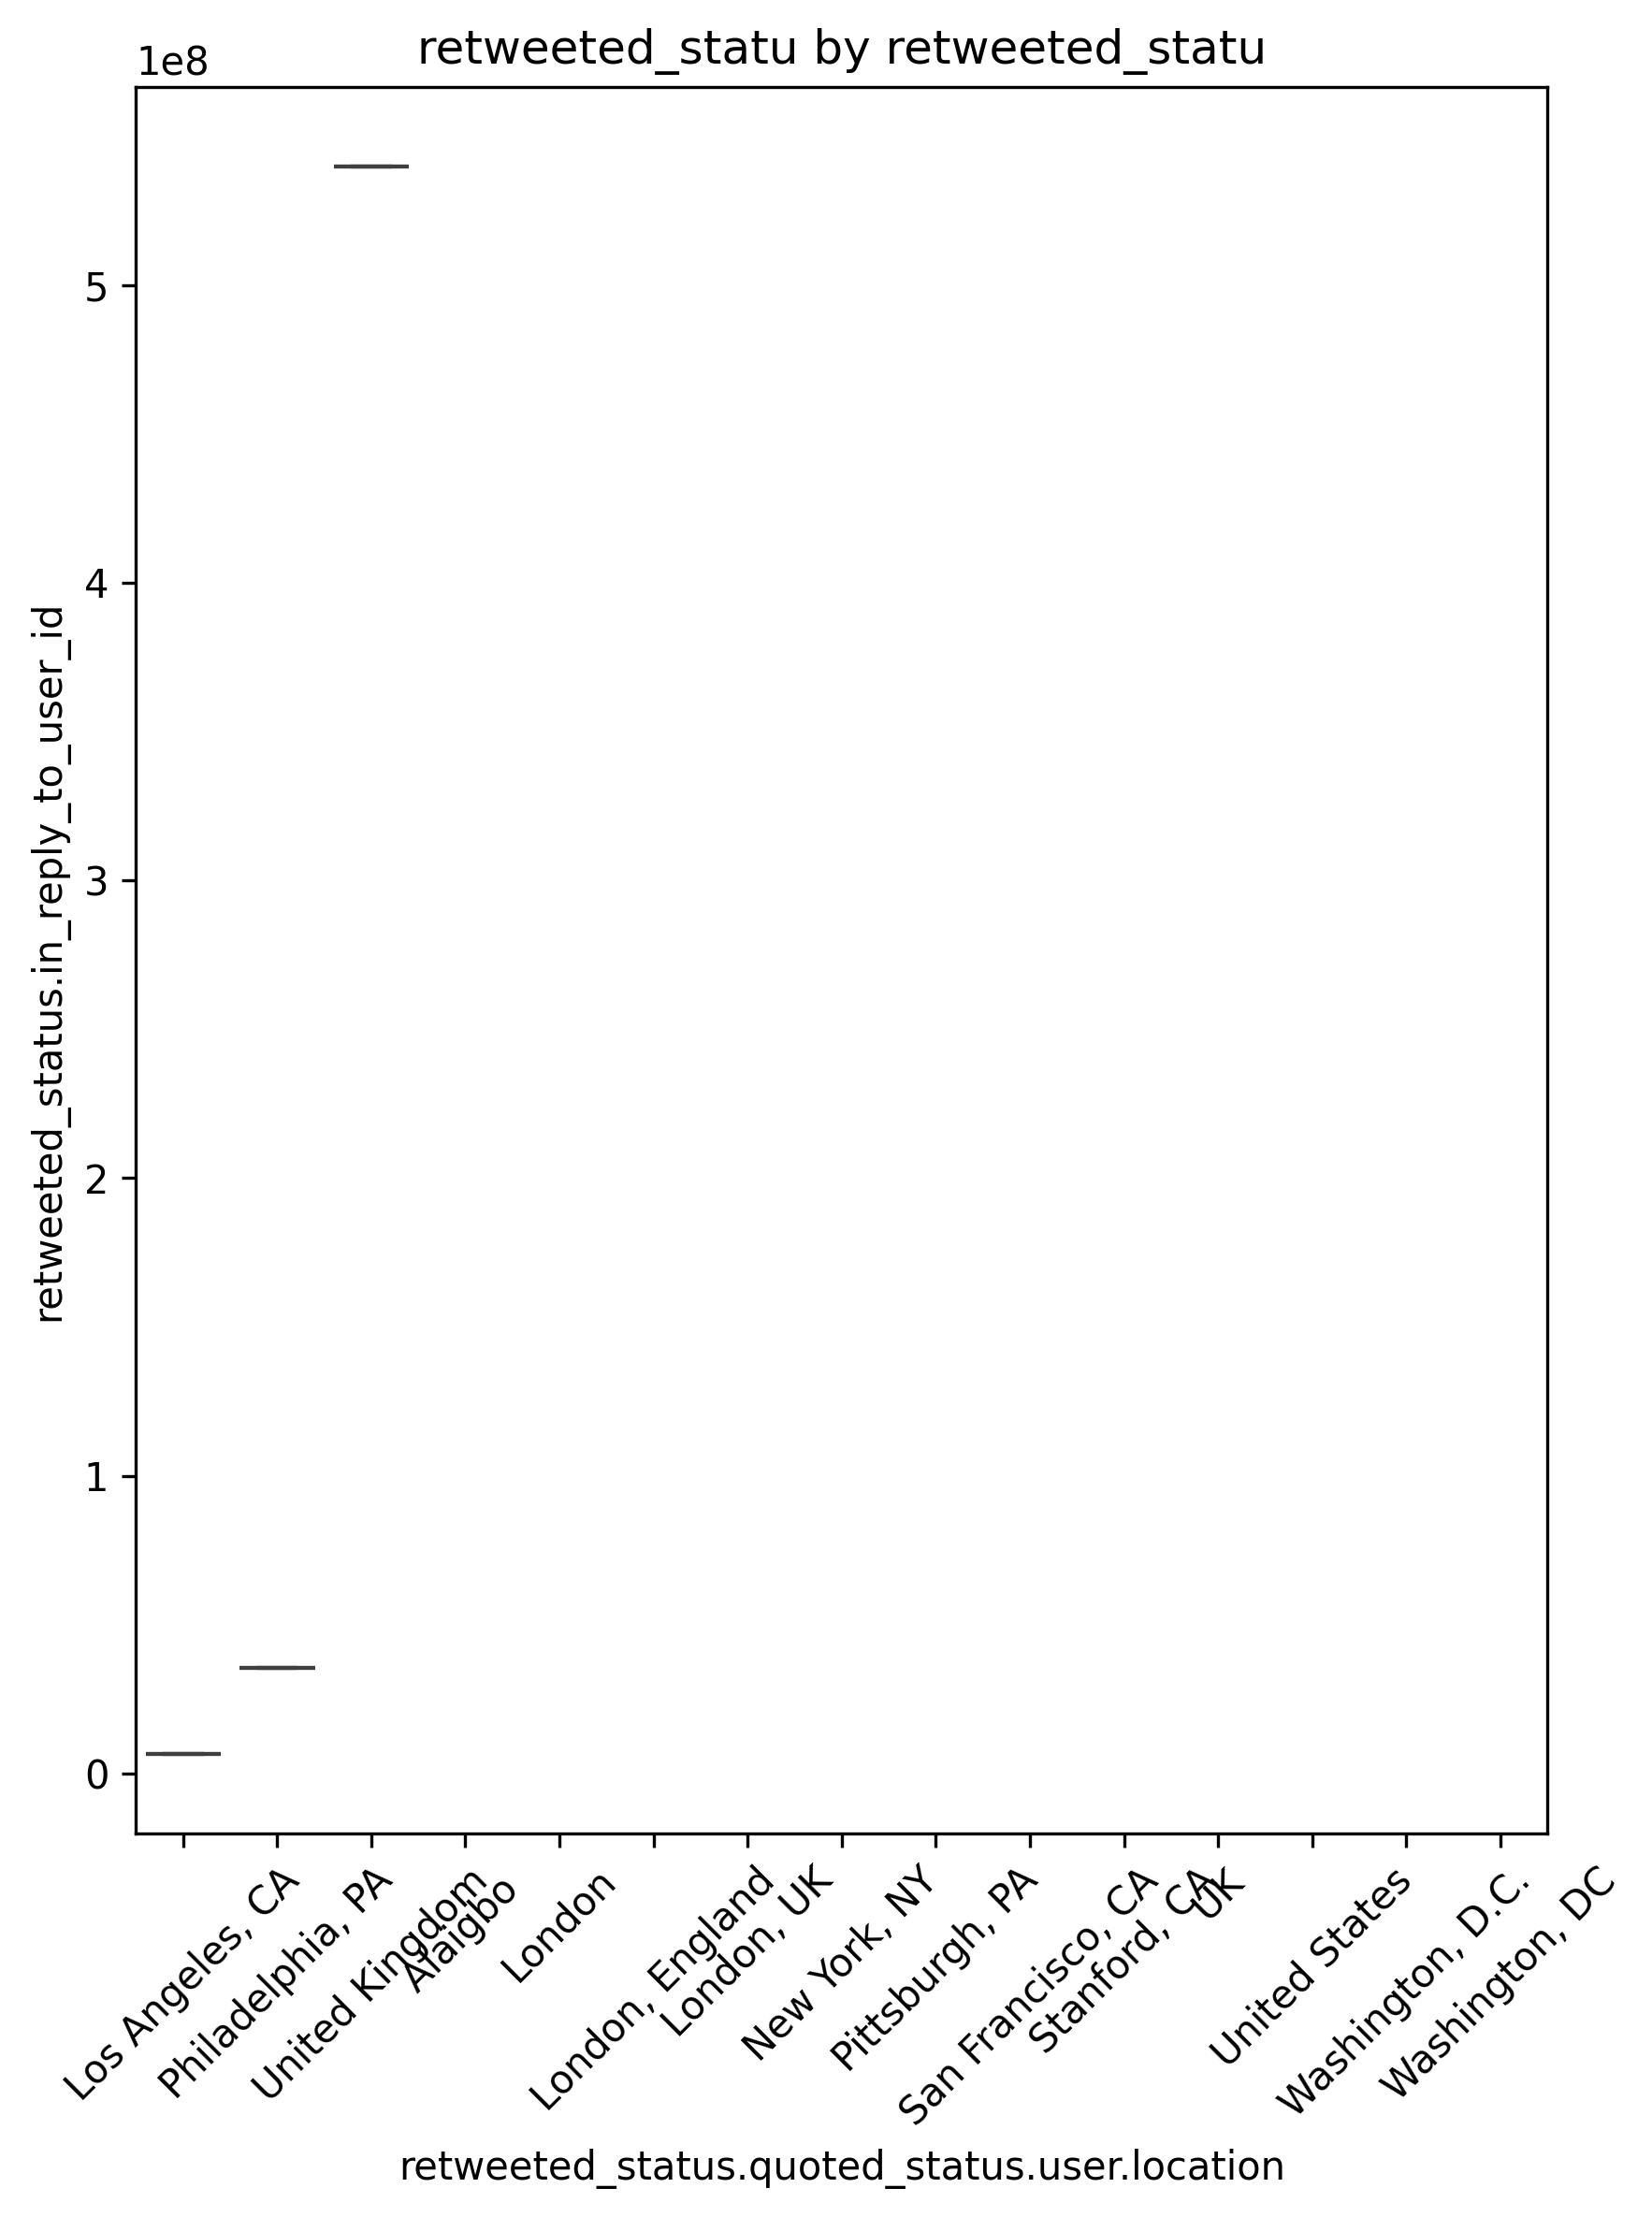 retweeted_statu by retweeted_statu
1e8
5
4
3
2
1
0
retweeted_status.in_reply_to_user_id
Los Angeles, CA
Philadelphia, PA
United Kingdom
Alaigbo
London
London, England
London, UK
New York, NY
Pittsburgh, PA
San Francisco, CA
Stanford, CA
UK
United States
Washington, D.C.
Washington, DC
retweeted_status.quoted_status.user.location